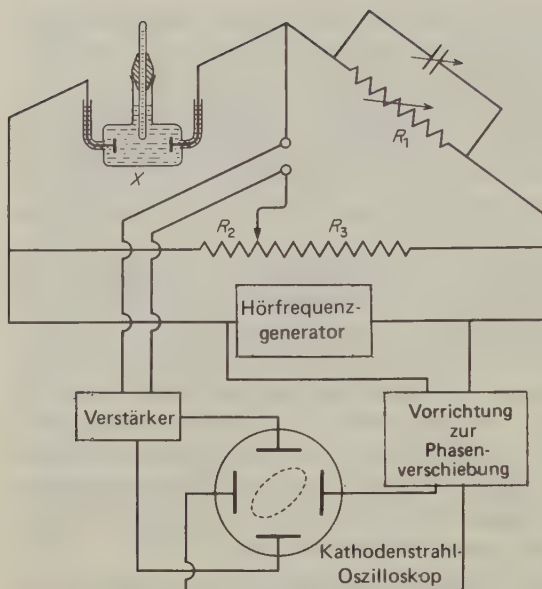 X
R₁
R₂
R₃
Hörfrequenz-
generator
Verstärker
Vorrichtung
zur
Phasen-
verschiebung
Kathodenstrahl-
Oszilloskop